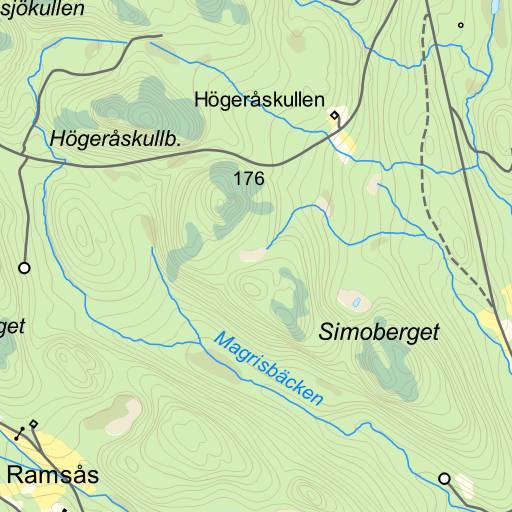 sjökullen
Högeråskullen
Högeråskullb.
176
get
Simoberget
Magrisbäcken
Ramsås